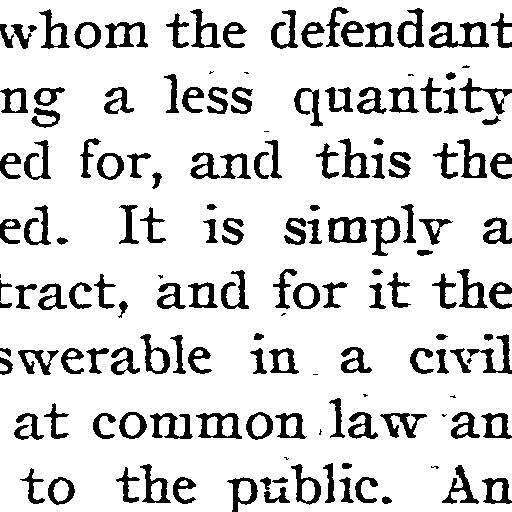 whom the defendant
ng a less quantity
ed for, and this the
ed. It is simply a
tract, and for it the
swerable in a civil
at common law an
to the public. An